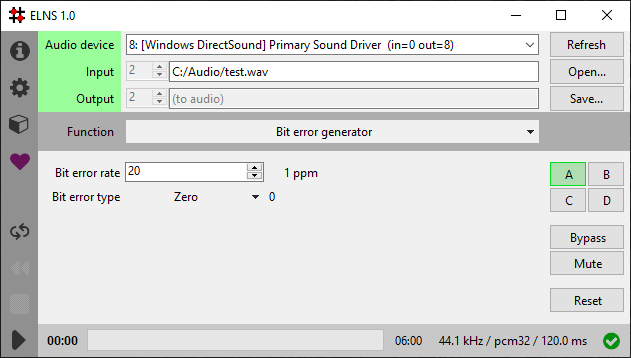 ELNS 1.0
Audio device 8: [Windows DirectSound] Primary Sound Driver (in=0 out=8) Refresh
Input 2 C:/Audio/test.wav Open...
Output 2 (to audio) Save...
Function Bit error generator
Bit error rate 20 1 ppm A B
Bit error type Zero 0 C D
Bypass
Mute
Reset
00:00 06:00 44.1 kHz / pcm32 / 120.0 ms